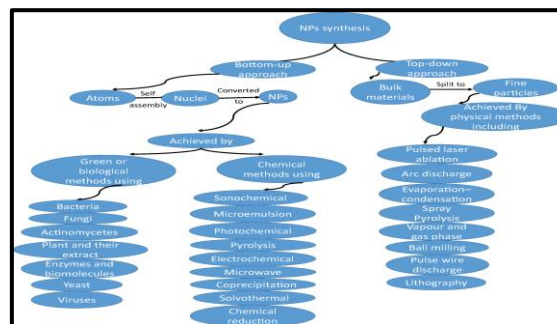 NPs synthesis
Bottom-up
approach
Top-down
approach
Atoms
Self
assembly
Nuclei
Converted
to
NPs
Bulk
materials
Split to
Fine
particles
Achieved by
Achieved By
physical methods
including
Green or
biological
methods using
Chemical
methods using
Bacteria
Fungi
Actinomycetes
Plant and their
extract
Enzymes and
biomolecules
Yeast
Viruses
Sonochemical
Microemulsion
Photochemical
Pyrolysis
Electrochemical
Microwave
Coprecipitation
Solvothermal
Chemical
reduction
Pulsed laser
ablation
Arc discharge
Evaporation–
condensation
Spray
Pyrolysis
Vapour and
gas phase
Ball milling
Pulse wire
discharge
Lithography